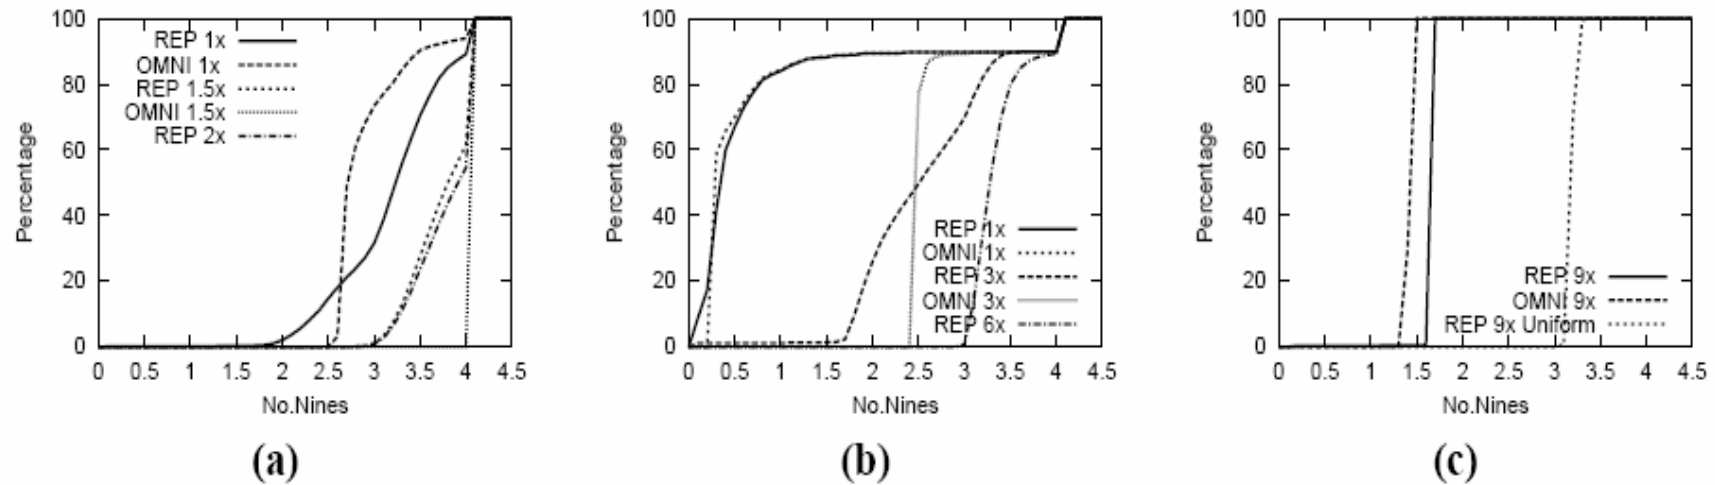 100
80
60
40
20
0
Percentage
REP 1x
OMNI 1x
REP 1.5x
OMNI 1.5x
REP 2x
0 0.5 1 1.5 2 2.5 3 3.5 4 4.5
No.Nines
(a)
100
80
60
40
20
0
Percentage
REP 1x
OMNI 1x
REP 3x
OMNI 3x
REP 6x
0 0.5 1 1.5 2 2.5 3 3.5 4 4.5
No.Nines
(b)
100
80
60
40
20
0
Percentage
REP 9x
OMNI 9x
REP 9x Uniform
0 0.5 1 1.5 2 2.5 3 3.5 4 4.5
No.Nines
(c)